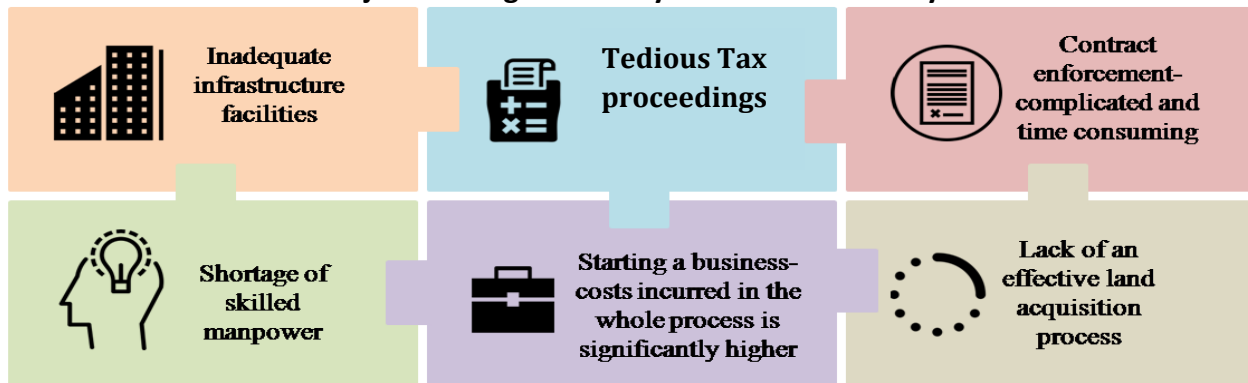 Inadequate
infrastructure
facilities
Tedious Tax
proceedings
Contract
enforcement-
complicated and
time consuming
Shortage of
skilled
manpower
Starting a business-
costs incurred in the
whole process is
significantly higher
Lack of an
effective land
acquisition
process